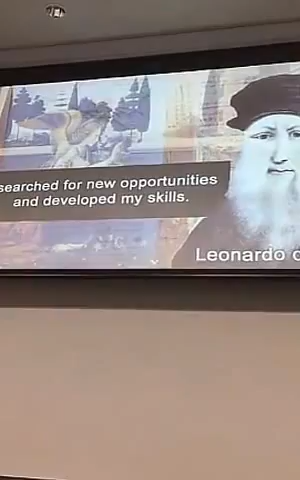 searched for new opportunities
and developed my skills.
Leonardo